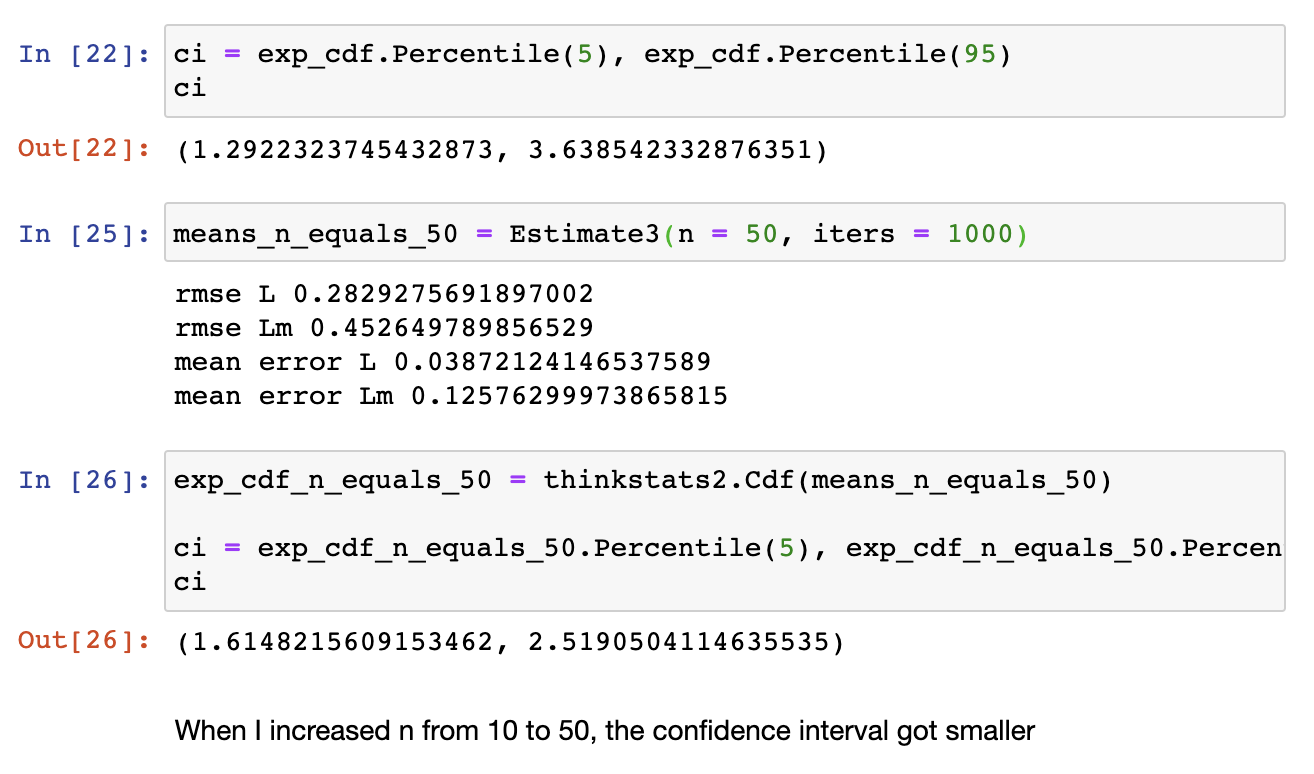 In [22]: ci = exp_cdf.Percentile(5), exp_cdf.Percentile(95)
ci
Out[22]: (1.2922323745432873, 3.638542332876351)
In [25]: means_n_equals_50 = Estimate3(n = 50, iters = 1000)
rmse L 0.2829275691897002
rmse Lm 0.452649789856529
mean error L 0.03872124146537589
mean error Lm 0.12576299973865815
In [26]: exp_cdf_n_equals_50 = thinkstats2.Cdf(means_n_equals_50)
ci = exp_cdf_n_equals_50.Percentile(5), exp_cdf_n_equals_50.Percen
ci
Out[26]: (1.6148215609153462, 2.5190504114635535)
When I increased n from 10 to 50, the confidence interval got smaller